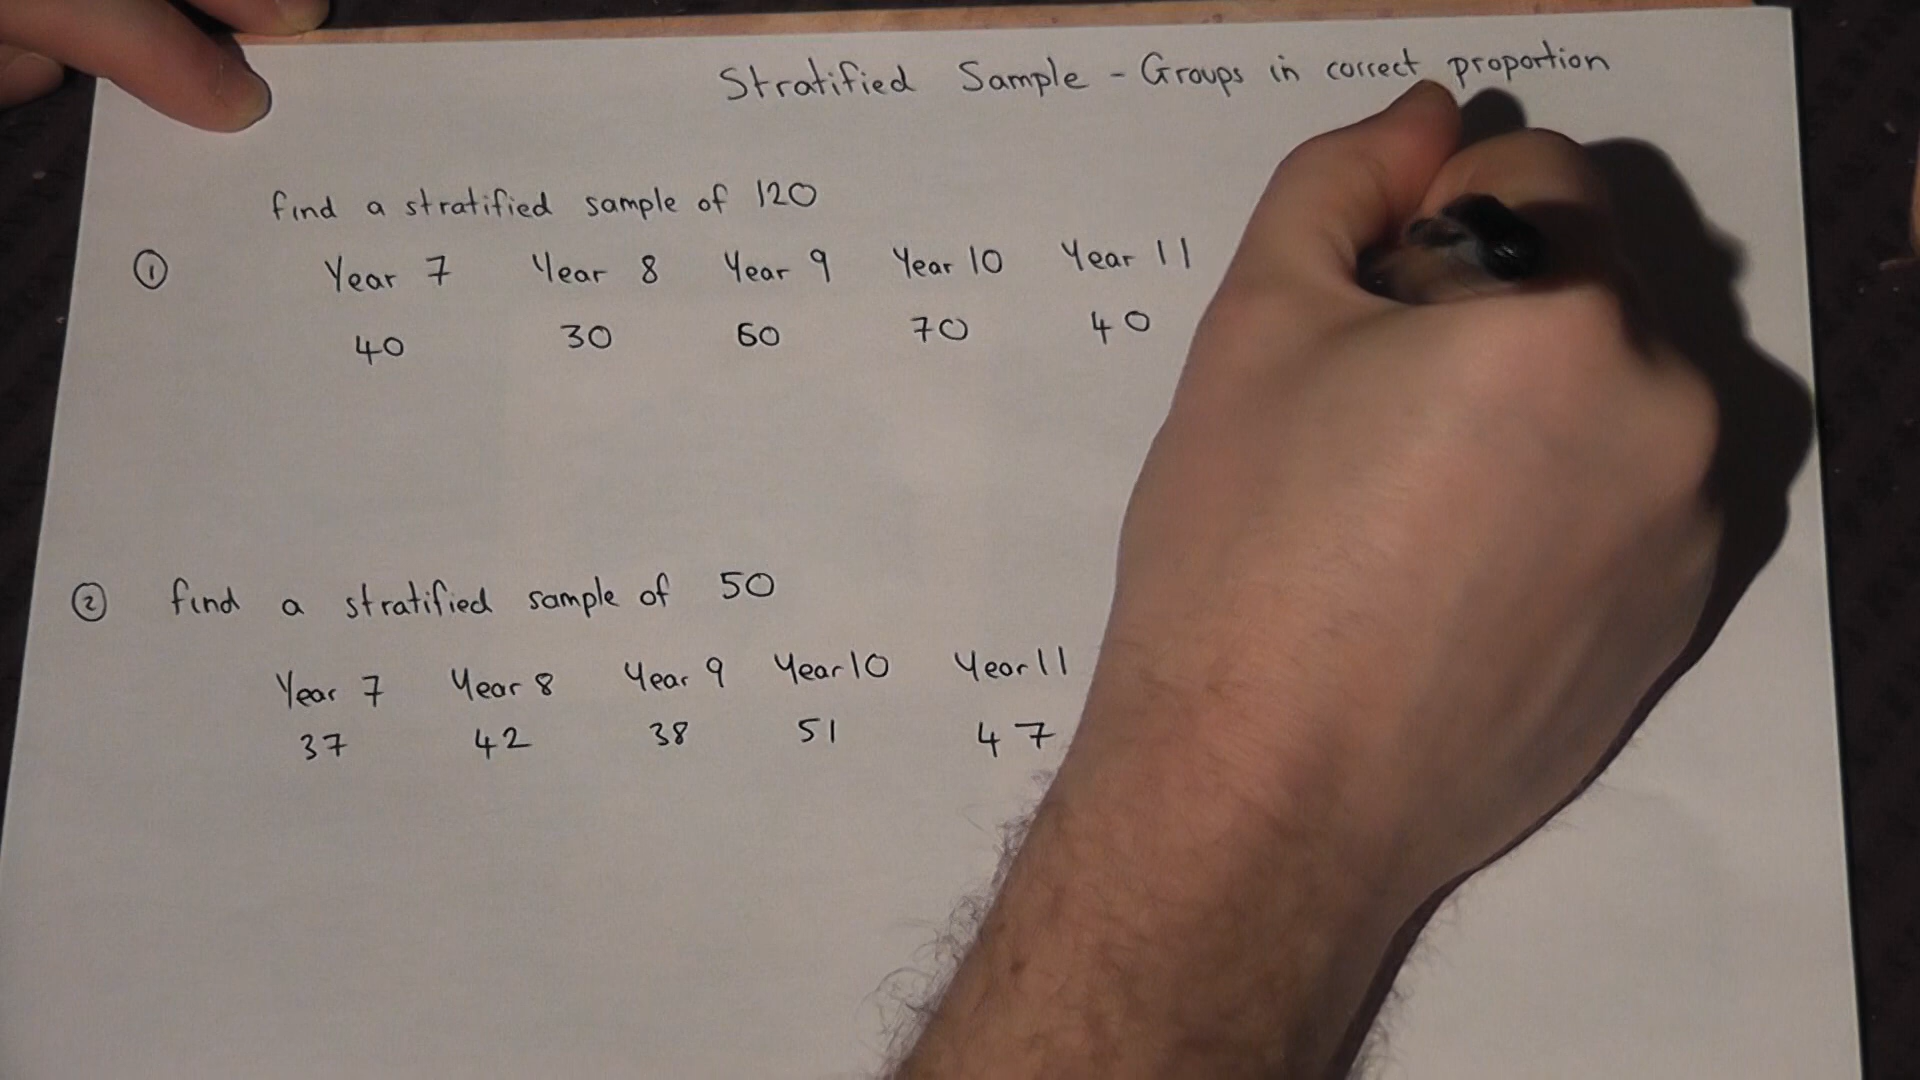 Stratified Sample - Groups in correct proportion
find a stratified sample of 120
① Year 7 Year 8 Year 9 Year 10 Year 11
40 30 60 70 40
② find a stratified sample of 50
Year 7 Year 8 Year 9 Year 10 Year 11
37 42 38 51 47